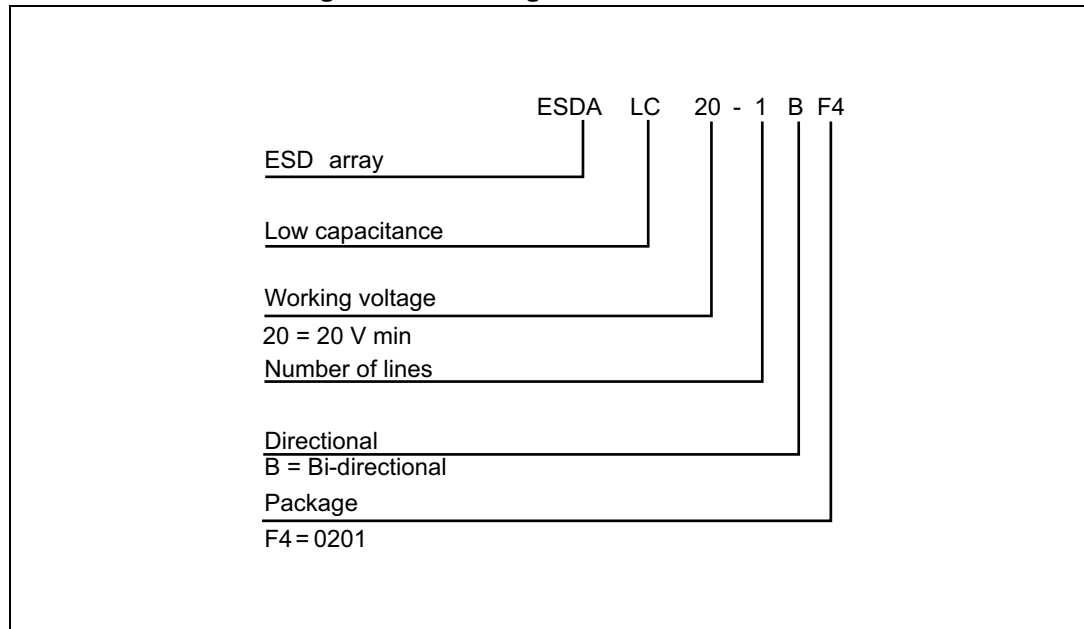 ESDA LC 20 - 1 B F4
ESD array
Low capacitance
Working voltage
20 = 20 V min
Number of lines
Directional
B = Bi-directional
Package
F4 = 0201